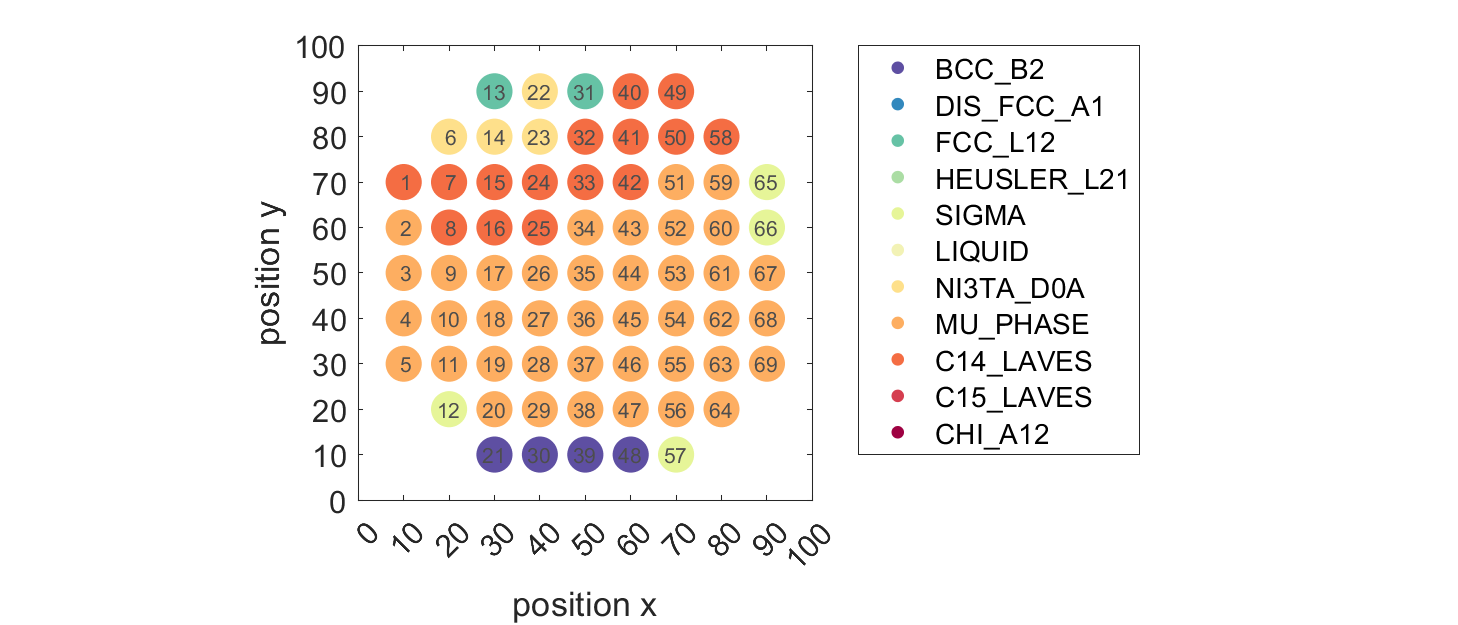 100
90
80
70
60
50
40
30
20
10
0
position y
13 22 31 40 49
6 14 23 32 41 50 58
1 7 15 24 33 42 51 59 65
2 8 16 25 34 43 52 60 66
3 9 17 26 35 44 53 61 67
4 10 18 27 36 45 54 62 68
5 11 19 28 37 46 55 63 69
12 20 29 38 47 56 64
21 30 39 48 57
0 10 20 30 40 50 60 70 80 90 100
position x
BCC_B2
DIS_FCC_A1
FCC_L12
HEUSLER_L21
SIGMA
LIQUID
NI3TA_D0A
MU_PHASE
C14_LAVES
C15_LAVES
CHI_A12